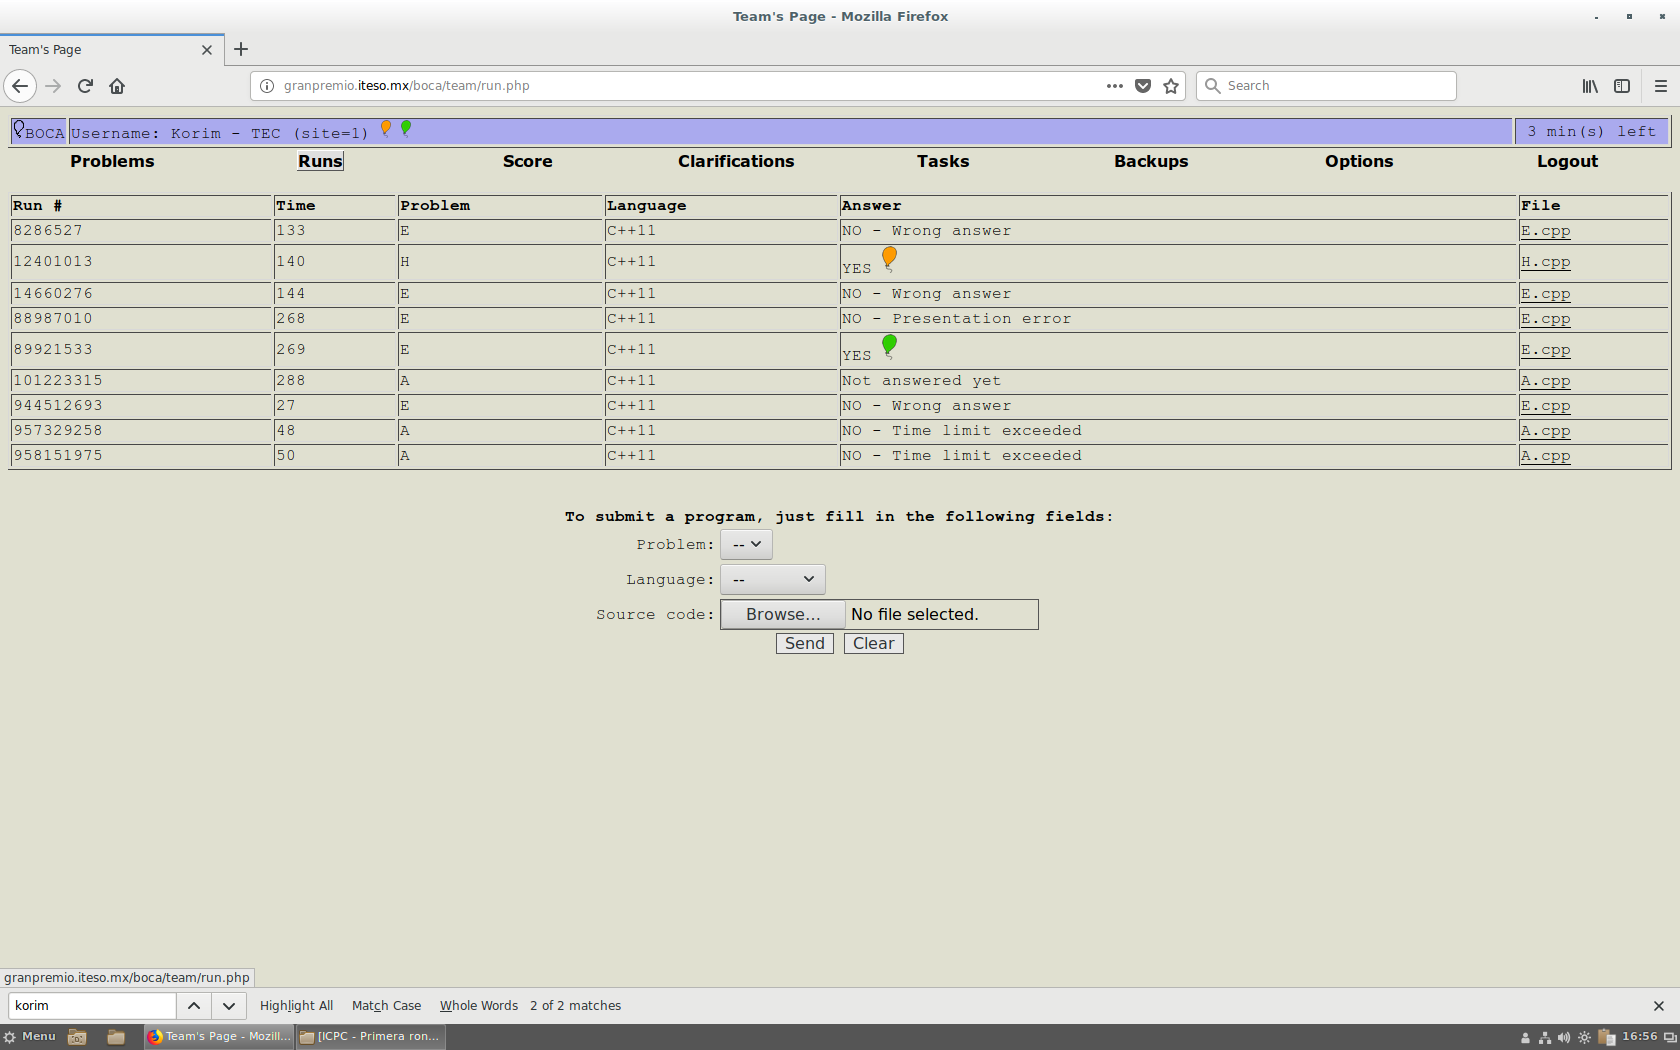 Team's Page - Mozilla Firefox
Team's Page
granpremio.iteso.mx/boca/team/run.php
Search
BOCA Username: Korim - TEC (site=1) 3 min(s) left
Problems Runs Score Clarifications Tasks Backups Options Logout
Run # Time Problem Language Answer File
8286527 133 E C++11 NO - Wrong answer E.cpp
12401013 140 H C++11 YES H.cpp
14660276 144 E C++11 NO - Wrong answer E.cpp
88987010 268 E C++11 NO - Presentation error E.cpp
89921533 269 E C++11 YES E.cpp
101223315 288 A C++11 Not answered yet A.cpp
944512693 27 E C++11 NO - Wrong answer E.cpp
957329258 48 A C++11 NO - Time limit exceeded A.cpp
958151975 50 A C++11 NO - Time limit exceeded A.cpp
To submit a program, just fill in the following fields:
Problem: --
Language: --
Source code: Browse... No file selected.
Send Clear
granpremio.iteso.mx/boca/team/run.php
korim Highlight All Match Case Whole Words 2 of 2 matches
Menu Team's Page - Mozill... [ICPC - Primera ron... 16:56